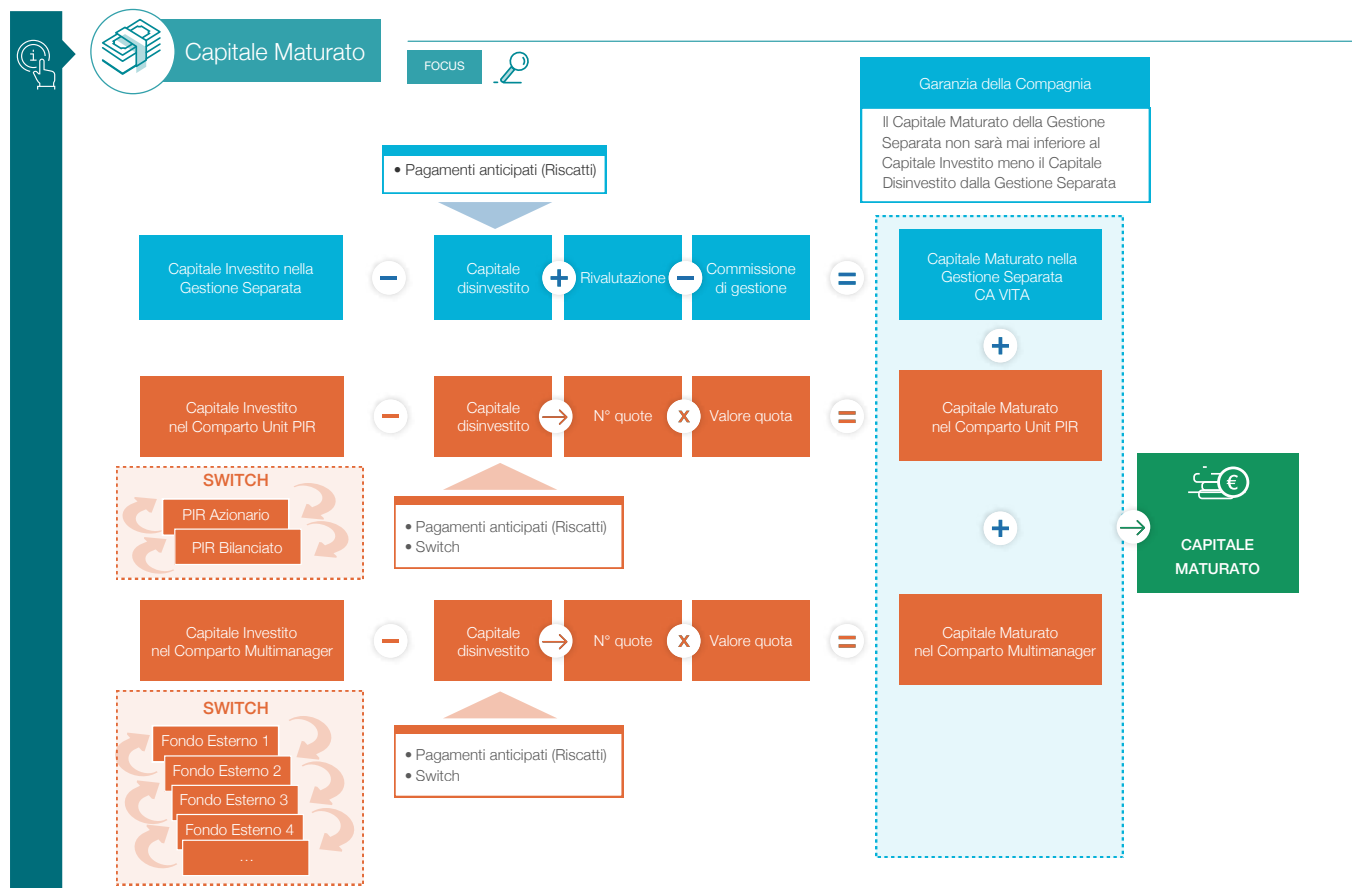 Capitale Maturato
FOCUS
Garanzia della Compagnia
Il Capitale Maturato della Gestione
Separata non sarà mai inferiore al
Capitale Investito meno il Capitale
Disinvestito dalla Gestione Separata
• Pagamenti anticipati (Riscatti)
Capitale Investito nella
Gestione Separata
−
Capitale
disinvestito
+
Rivalutazione
−
Commissione
di gestione
=
Capitale Maturato nella
Gestione Separata
CA VITA
+
Capitale Investito
nel Comparto Unit PIR
−
Capitale
disinvestito
→
N° quote
x
Valore quota
=
Capitale Maturato
nel Comparto Unit PIR
SWITCH
PIR Azionario
PIR Bilanciato
• Pagamenti anticipati (Riscatti)
• Switch
+
→
€
CAPITALE
MATURATO
Capitale Investito
nel Comparto Multimanager
−
Capitale
disinvestito
→
N° quote
x
Valore quota
=
Capitale Maturato
nel Comparto Multimanager
SWITCH
Fondo Esterno 1
Fondo Esterno 2
Fondo Esterno 3
Fondo Esterno 4
…
• Pagamenti anticipati (Riscatti)
• Switch